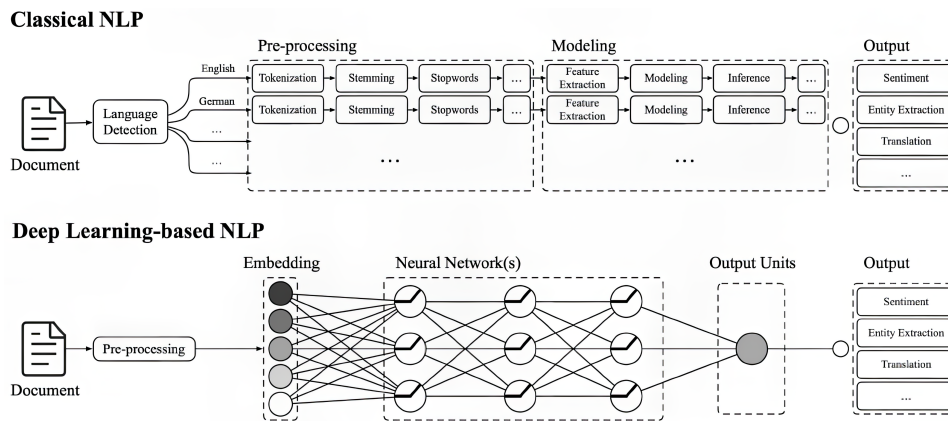 Classical NLP
Pre-processing
Modeling
Output
English
Tokenization
Stemming
Stopwords
...
Feature
Extraction
Modeling
Inference
...
Sentiment
Document
Language
Detection
German
Tokenization
Stemming
Stopwords
...
Feature
Extraction
Modeling
Inference
...
Entity Extraction
...
Translation
...
...
...
...
Deep Learning-based NLP
Embedding
Neural Network(s)
Output Units
Output
Document
Pre-processing
Sentiment
Entity Extraction
Translation
...